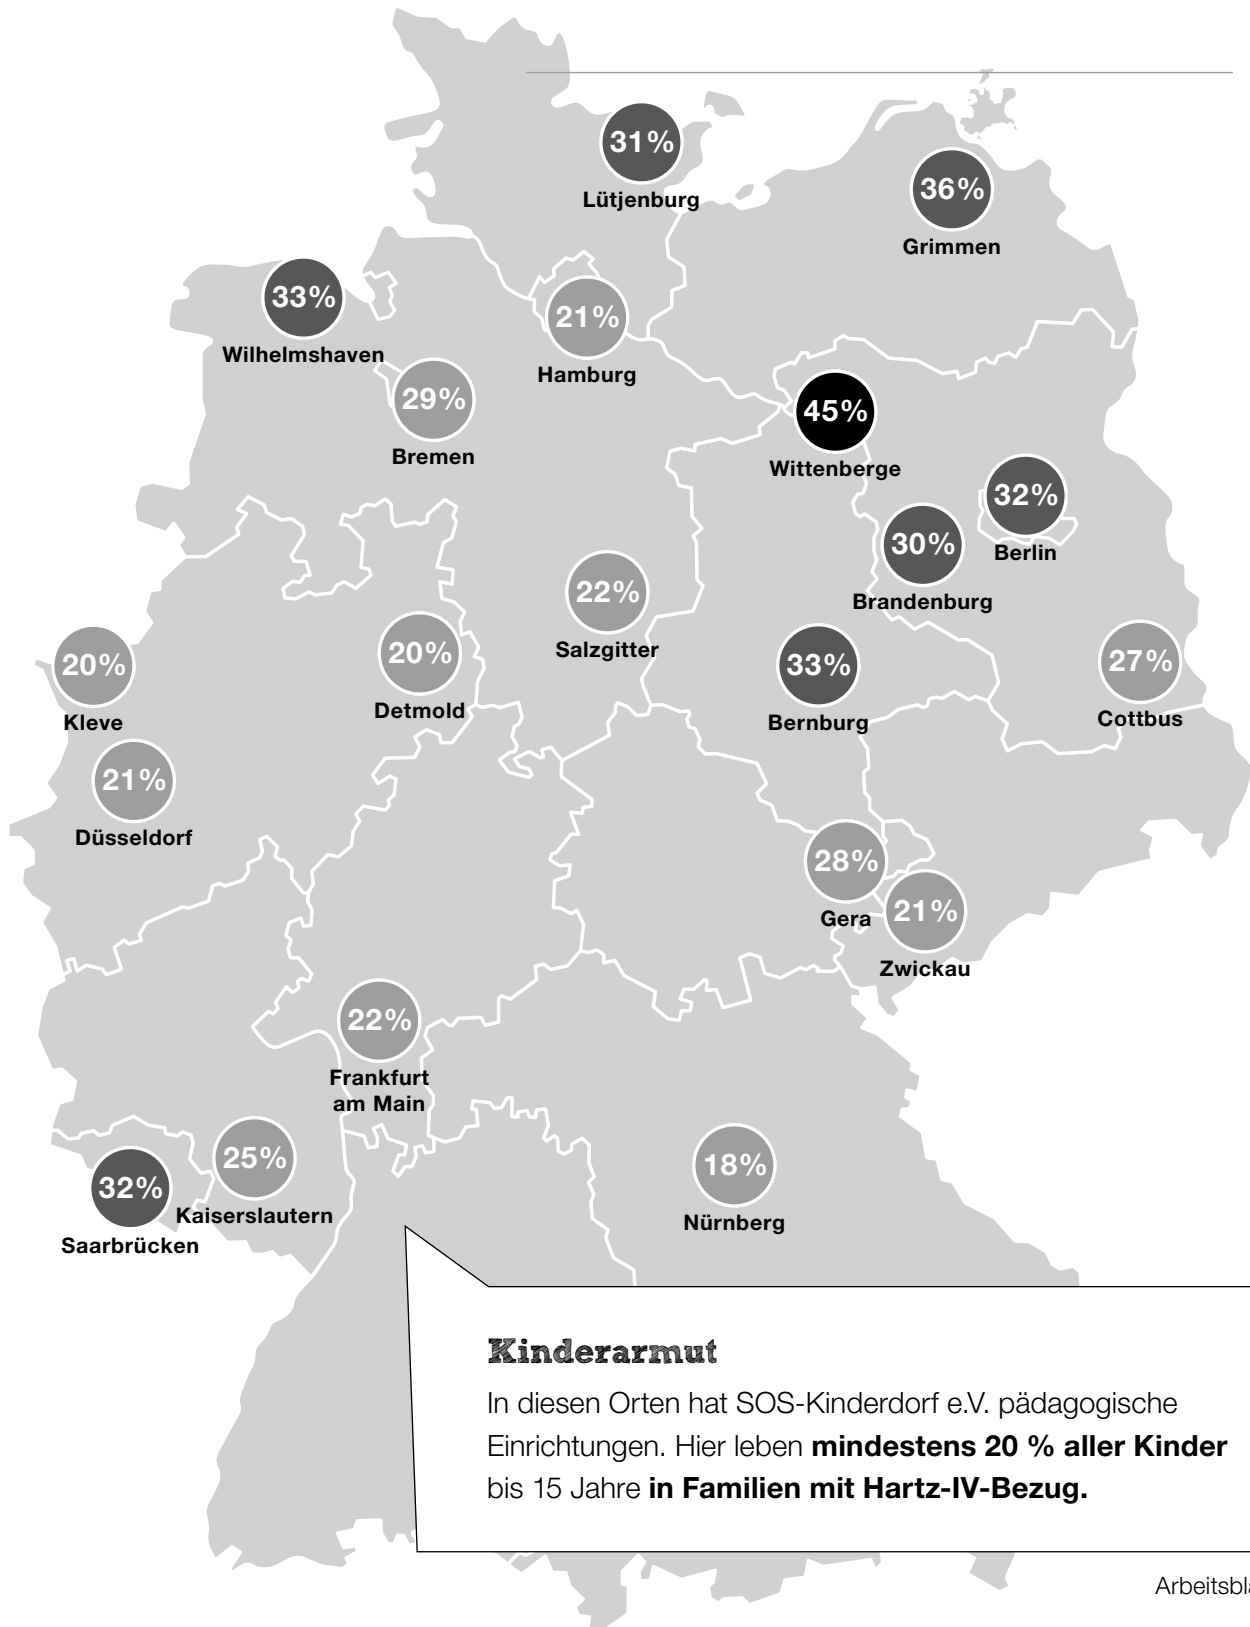 31%
Lütjenburg
36%
Grimmen
33%
Wilhelmshaven
21%
Hamburg
29%
Bremen
45%
Wittenberge
32%
Berlin
30%
Brandenburg
22%
Salzgitter
20%
Detmold
20%
Kleve
33%
Bernburg
27%
Cottbus
21%
Düsseldorf
28%
Gera
21%
Zwickau
22%
Frankfurt
am Main
25%
Kaiserslautern
32%
Saarbrücken
18%
Nürnberg
Kinderarmut
In diesen Orten hat SOS-Kinderdorf e.V. pädagogische
Einrichtungen. Hier leben mindestens 20 % aller Kinder
bis 15 Jahre in Familien mit Hartz-IV-Bezug.
Arbeitsbla